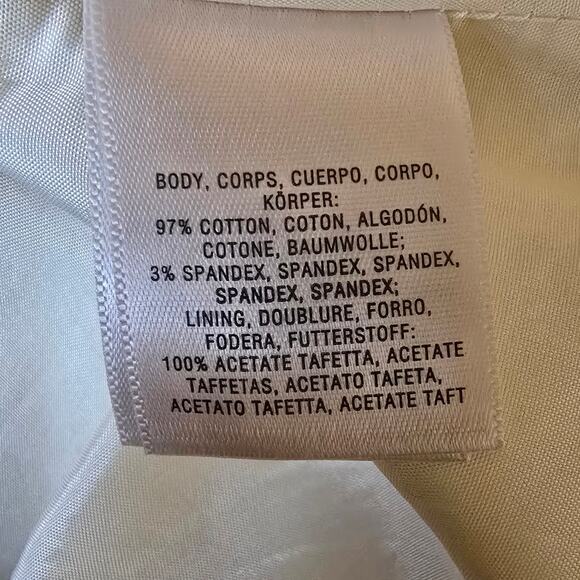 BODY, CORPS, CUERPO, CORPO,
KÖRPER:
97% COTTON, COTON, ALGODÓN,
COTONE, BAUMWOLLE;
3% SPANDEX, SPANDEX, SPANDEX,
SPANDEX, SPANDEX;
LINING, DOUBLURE, FORRO,
FODERA, FUTTERSTOFF:
100% ACETATE TAFETTA, ACETATE
TAFFETAS, ACETATO TAFETA,
ACETATO TAFETTA, ACETATE TAFT